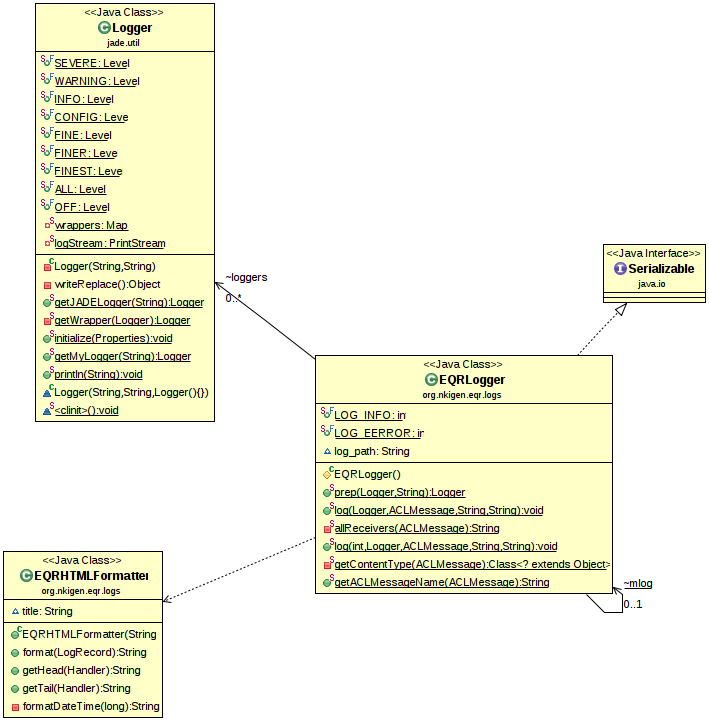 <<Java Class>>
Logger
jade.util
SEVERE: Level
WARNING: Level
INFO: Level
CONFIG: Leve
FINE: Level
FINER: Leve
FINEST: Leve
ALL: Level
OFF: Level
wrappers: Map
logStream: PrintStream
Logger(String,String)
writeReplace():Object
getJADELogger(String):Logger
getWrapper(Logger):Logger
initialize(Properties):void
getMyLogger(String):Logger
println(String):void
Logger(String,String,Logger(){})
<clinit>():void
~loggers
0..*
<<Java Interface>>
Serializable
java.io
<<Java Class>>
EQRLogger
org.nkigen.eqr.logs
LOG_INFO: int
LOG_EERROR: in
log_path: String
EQRLogger()
prep(Logger,String):Logger
log(Logger,ACLMessage,String,String):void
allReceivers(ACLMessage):String
log(int,Logger,ACLMessage,String,String):void
getContentType(ACLMessage):Class<? extends Object>
getACLMessageName(ACLMessage):String
~mlog
0..1
<<Java Class>>
EQRHTMLFormatter
org.nkigen.eqr.logs
title: String
EQRHTMLFormatter(String
format(LogRecord):String
getHead(Handler):String
getTail(Handler):String
formatDateTime(long):String